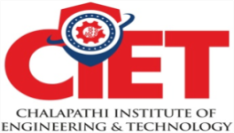 CIET
CHALAPATHI INSTITUTE OF
ENGINEERING & TECHNOLOGY